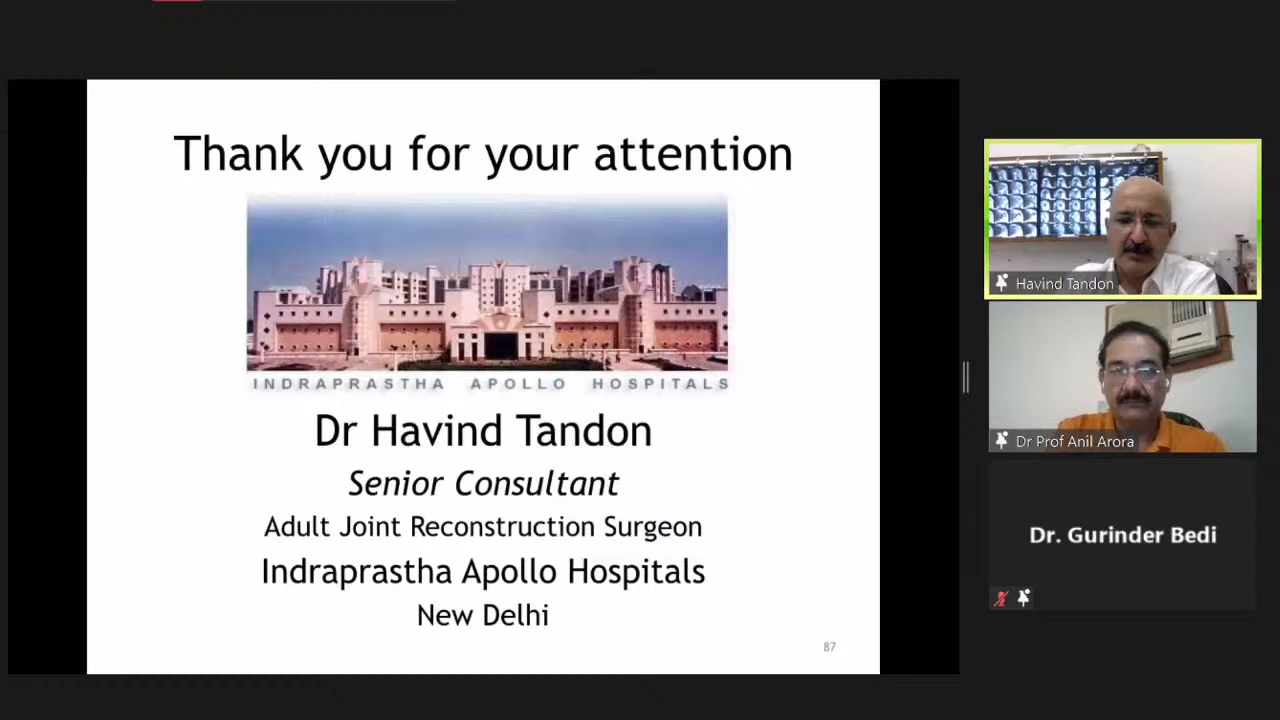 Thank you for your attention
INDRAPRASTHA APOLLO HOSPITALS
Dr Havind Tandon
Senior Consultant
Adult Joint Reconstruction Surgeon
Indraprastha Apollo Hospitals
New Delhi
87
Havind Tandon
Dr Prof Anil Arora
Dr. Gurinder Bedi